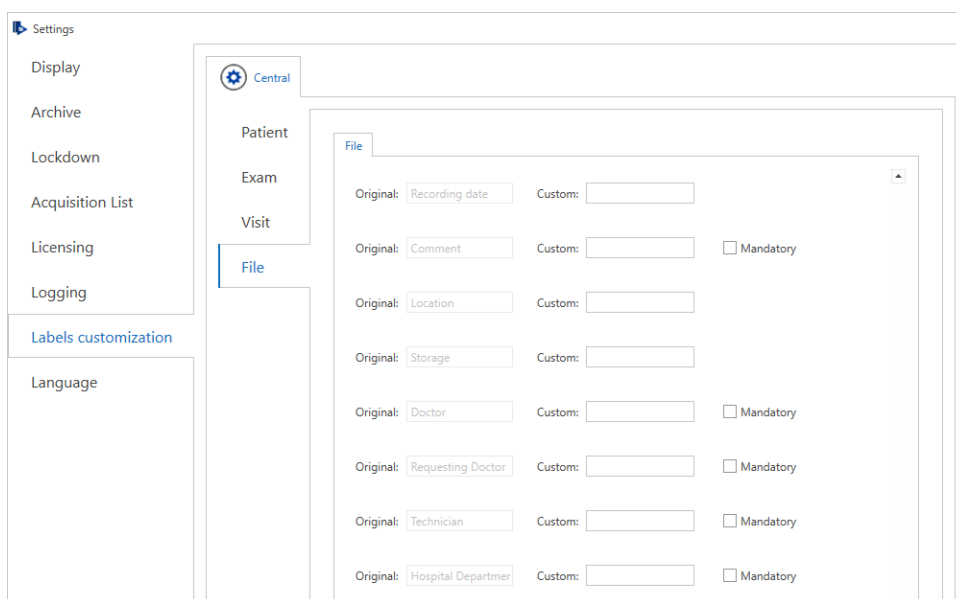 Settings
Display
Archive
Lockdown
Acquisition List
Licensing
Logging
Labels customization
Language
Central
Patient
Exam
Visit
File
File
Original: Recording date Custom:
Original: Comment Custom: Mandatory
Original: Location Custom:
Original: Storage Custom:
Original: Doctor Custom: Mandatory
Original: Requesting Doctor Custom: Mandatory
Original: Technician Custom: Mandatory
Original: Hospital Departmer Custom: Mandatory